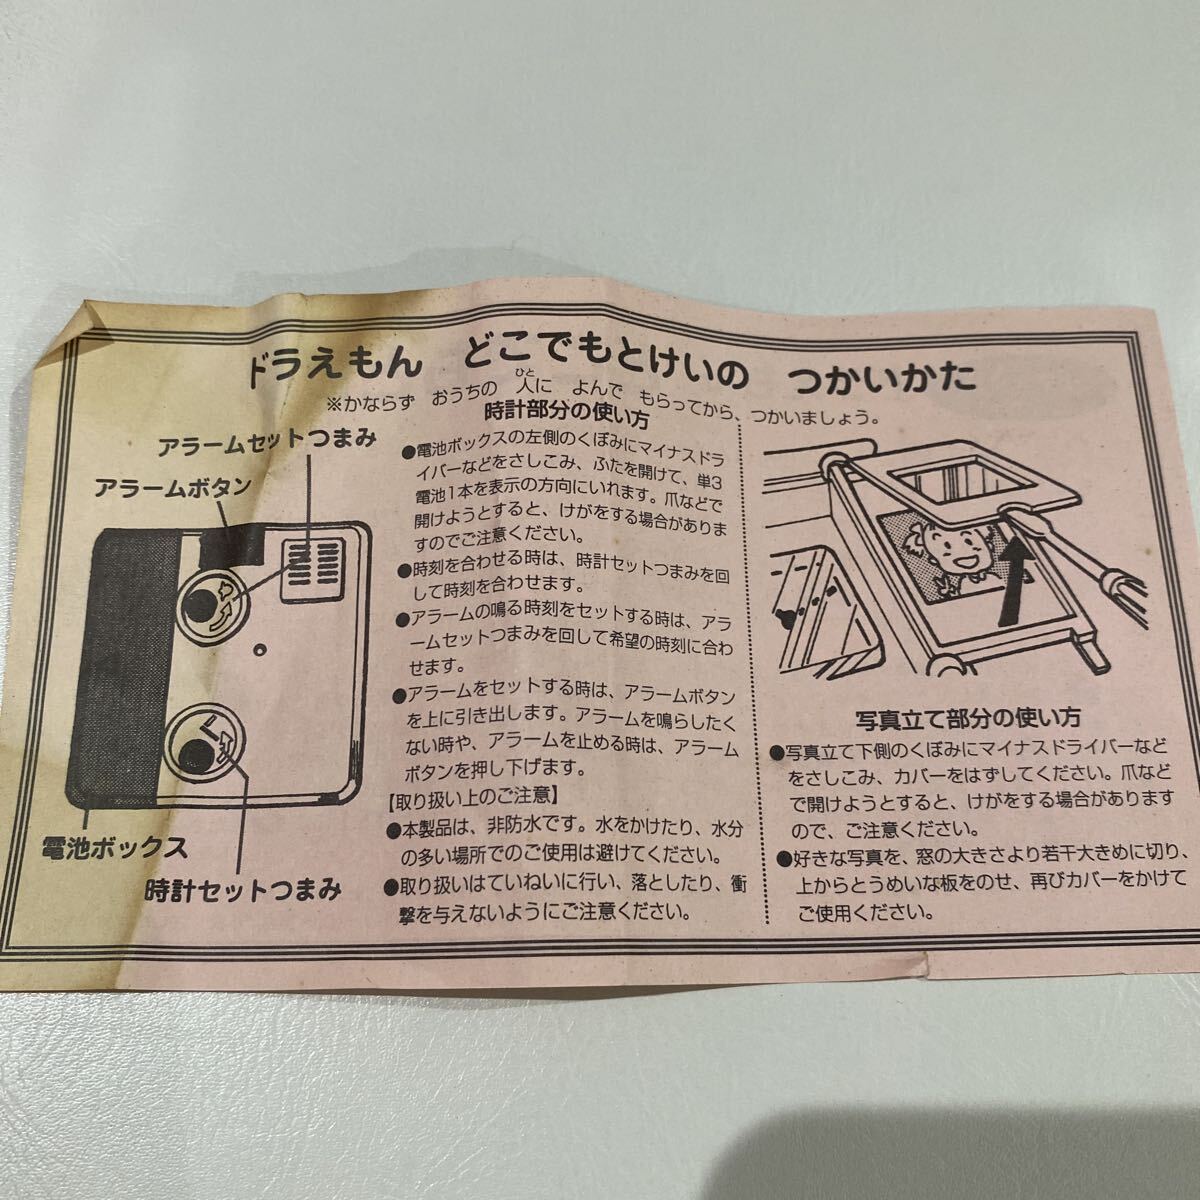 ドラえもん どこでもとけいの つかいかた
※かならず おうちの 人に よんで もらってから、つかいましょう。
ひと
アラームセットつまみ
アラームボタン
電池ボックス
時計セットつまみ
時計部分の使い方
●電池ボックスの左側のくぼみにマイナスドラ
イバーなどをさしこみ、ふたを開けて、単3
電池1本を表示の方向にいれます。爪などで
開けようとすると、けがをする場合がありま
すのでご注意ください。
●時刻を合わせる時は、時計セットつまみを回
して時刻を合わせます。
●アラームの鳴る時刻をセットする時は、アラ
ームセットつまみを回して希望の時刻に合わ
せます。
●アラームをセットする時は、アラームボタン
を上に引き出します。アラームを鳴らしたく
ない時や、アラームを止める時は、アラーム
ボタンを押し下げます。
【取り扱い上のご注意】
●本製品は、非防水です。水をかけたり、水分
の多い場所でのご使用は避けてください。
●取り扱いはていねいに行い、落としたり、衝
撃を与えないようにご注意ください。
写真立て部分の使い方
●写真立て下側のくぼみにマイナスドライバーなど
をさしこみ、カバーをはずしてください。爪など
で開けようとすると、けがをする場合があります
ので、ご注意ください。
●好きな写真を、窓の大きさより若干大きめに切り、
上からとうめいな板をのせ、再びカバーをかけて
ご使用ください。